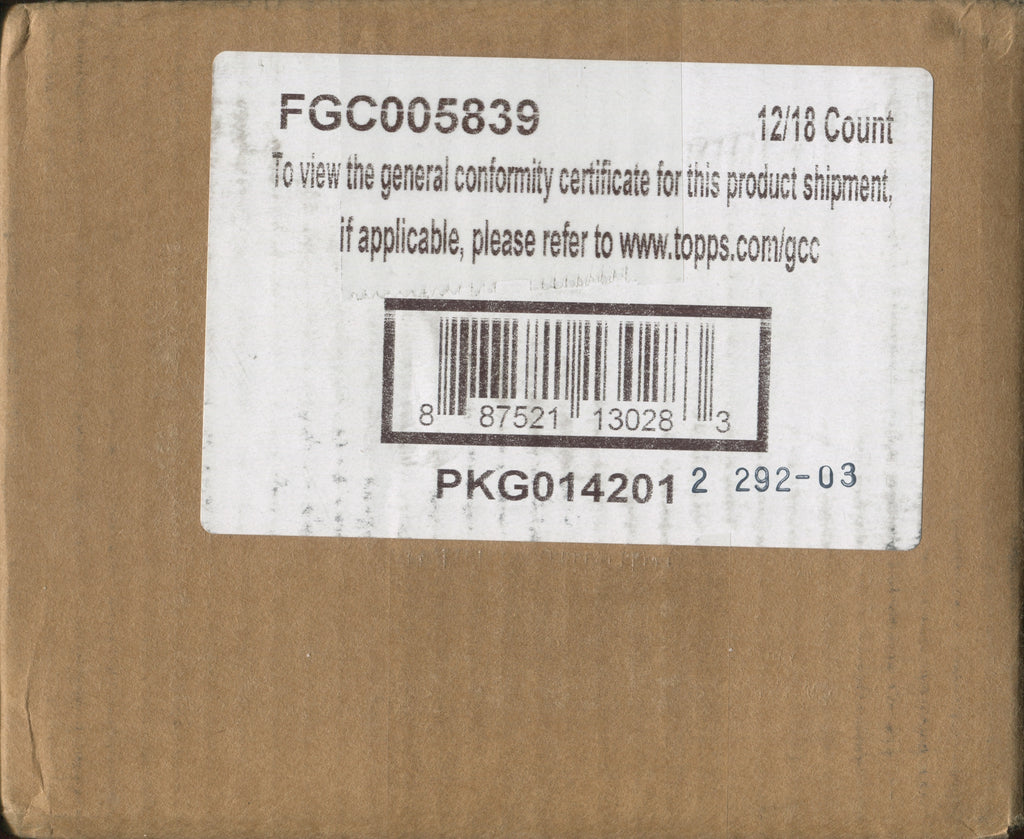 FGC005839 12/18 Count
To view the general conformity certificate for this product shipment,
if applicable, please refer to www.topps.com/gcc
8 87521 13028 3
PKG014201 2 292-03